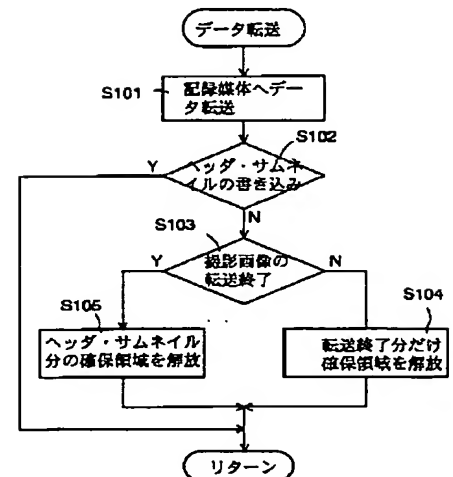 データ転送
S101
記録媒体へデー
タ転送
S102
Y
ヘッダ・サムネ
イルの書き込み
N
S103
Y
撮影画像の
転送終了
N
S105
ヘッダ・サムネイル
分の確保領域を解放
S104
転送終了分だけ
確保領域を解放
リターン